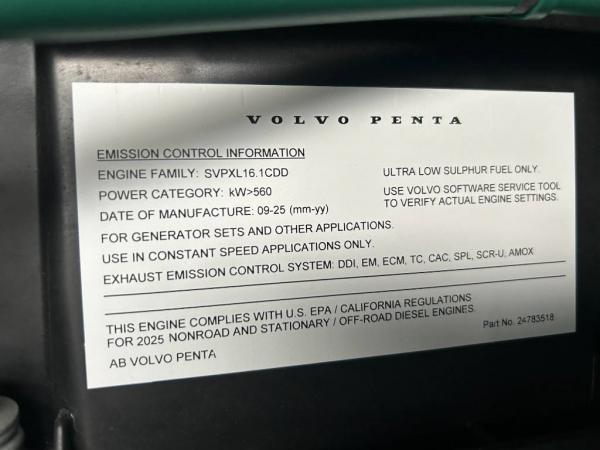 VOLVO PENTA
EMISSION CONTROL INFORMATION
ENGINE FAMILY: SVPXL16.1CDD
ULTRA LOW SULPHUR FUEL ONLY.
POWER CATEGORY: kW>560
USE VOLVO SOFTWARE SERVICE TOOL
TO VERIFY ACTUAL ENGINE SETTINGS.
DATE OF MANUFACTURE: 09-25 (mm-yy)
FOR GENERATOR SETS AND OTHER APPLICATIONS.
USE IN CONSTANT SPEED APPLICATIONS ONLY.
EXHAUST EMISSION CONTROL SYSTEM: DDI, EM, ECM, TC, CAC, SPL, SCR-U, AMOX
THIS ENGINE COMPLIES WITH U.S. EPA / CALIFORNIA REGULATIONS
FOR 2025 NONROAD AND STATIONARY / OFF-ROAD DIESEL ENGINES.
Part No. 24783518
AB VOLVO PENTA